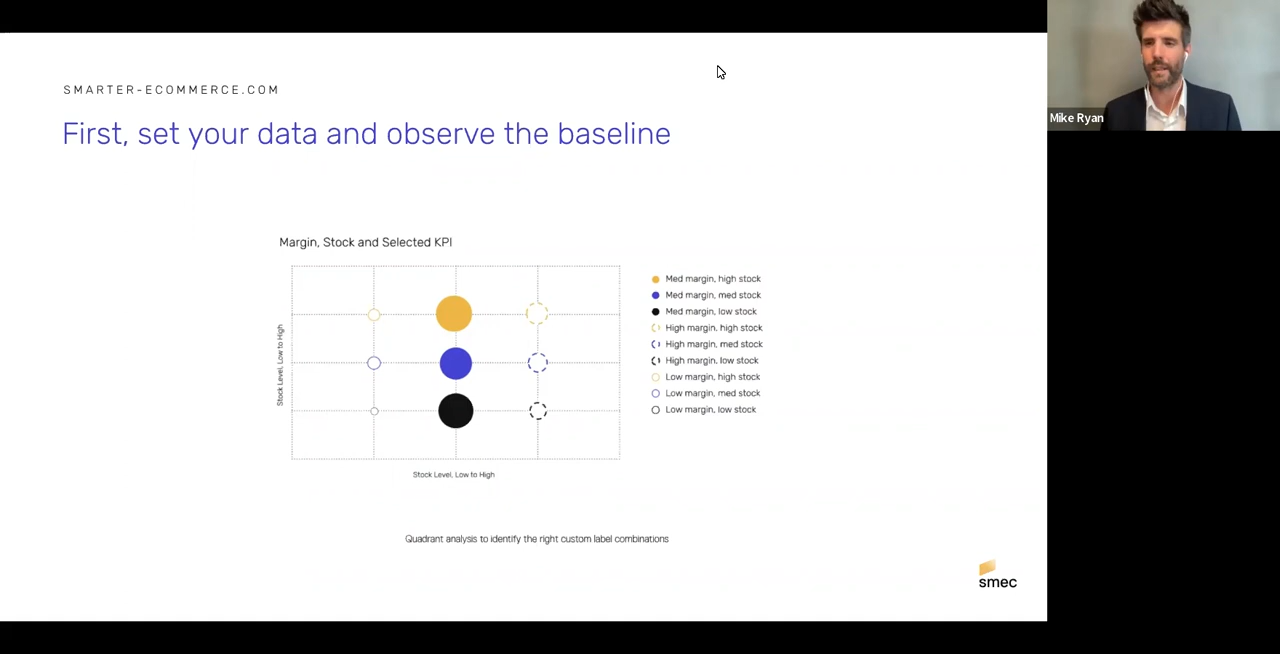 SMARTER-ECOMMERCE.COM
First, set your data and observe the baseline
Margin, Stock and Selected KPI
Stock Level, Low to High
Med margin, high stock
Med margin, med stock
Med margin, low stock
High margin, high stock
High margin, med stock
High margin, low stock
Low margin, high stock
Low margin, med stock
Low margin, low stock
Stock Level, Low to High
Quadrant analysis to identify the right custom label combinations
smec
Mike Ryan